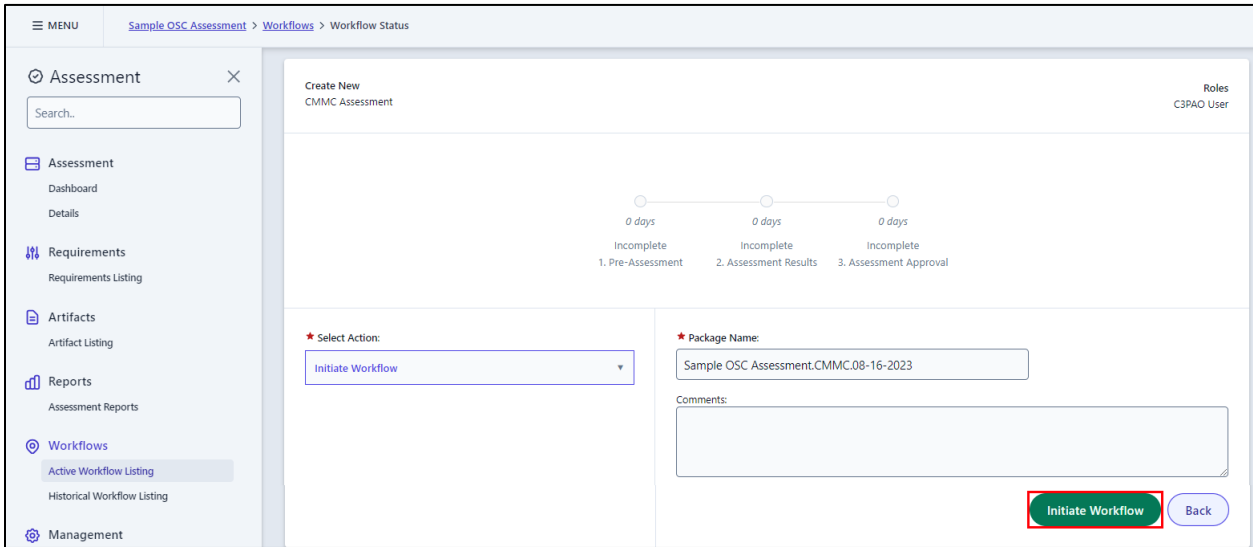 MENU
Sample OSC Assessment > Workflows > Workflow Status
Assessment
Search..
Assessment
Dashboard
Details
Requirements
Requirements Listing
Artifacts
Artifact Listing
Reports
Assessment Reports
Workflows
Active Workflow Listing
Historical Workflow Listing
Management
Create New
CMMC Assessment
Roles
C3PAO User
0 days 0 days 0 days
Incomplete Incomplete Incomplete
1. Pre-Assessment 2. Assessment Results 3. Assessment Approval
★ Select Action:
Initiate Workflow
★ Package Name:
Sample OSC Assessment.CMMC.08-16-2023
Comments:
Initiate Workflow Back